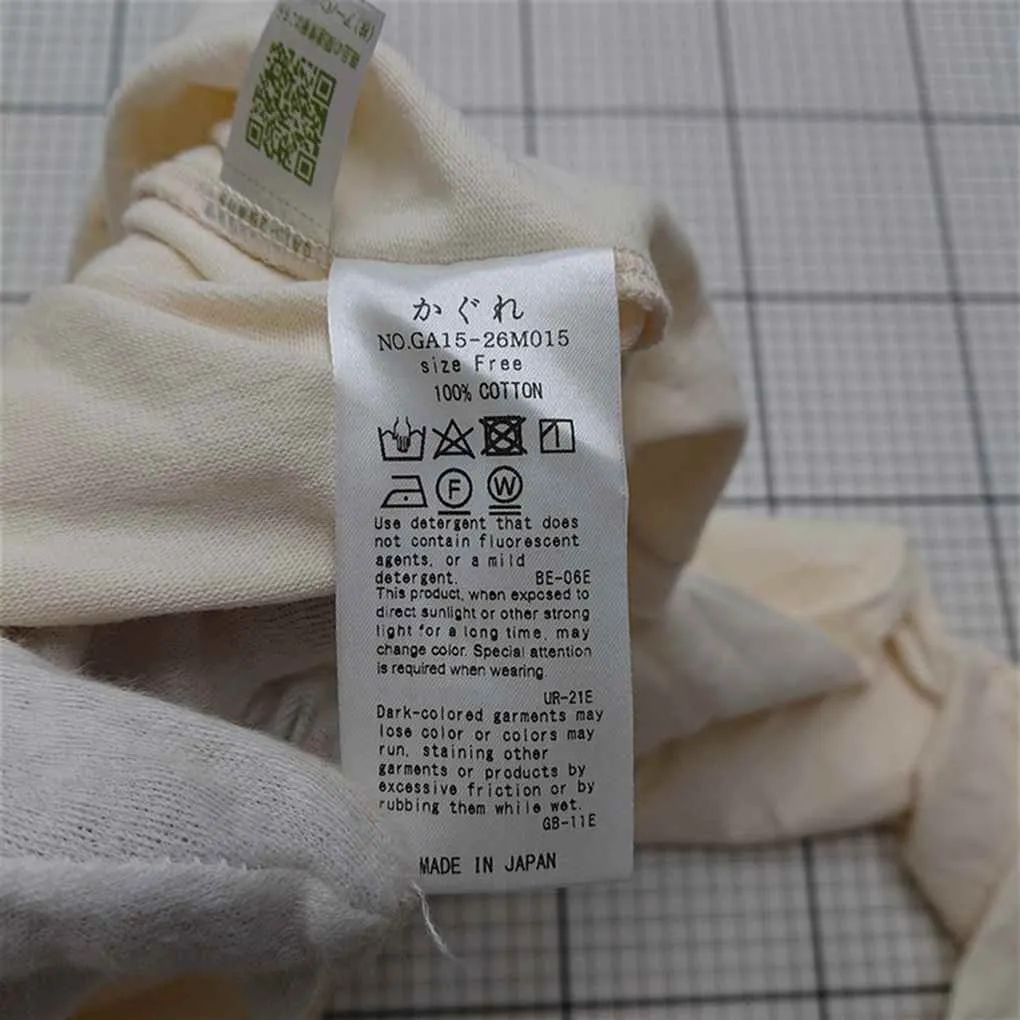 かぐれ
NO.GA15-26M015
size Free
100% COTTON
F W
Use detergent that does
not contain fluorescent
agents, or a mild
detergent. BE-06E
This product, when exposed to
direct sunlight or other strong
light for a long time, may
change color. Special attention
is required when wearing.
UR-21E
Dark-colored garments may
lose color or colors may
run, staining other
garments or products by
excessive friction or by
rubbing them while wet.
GB-11E
MADE IN JAPAN